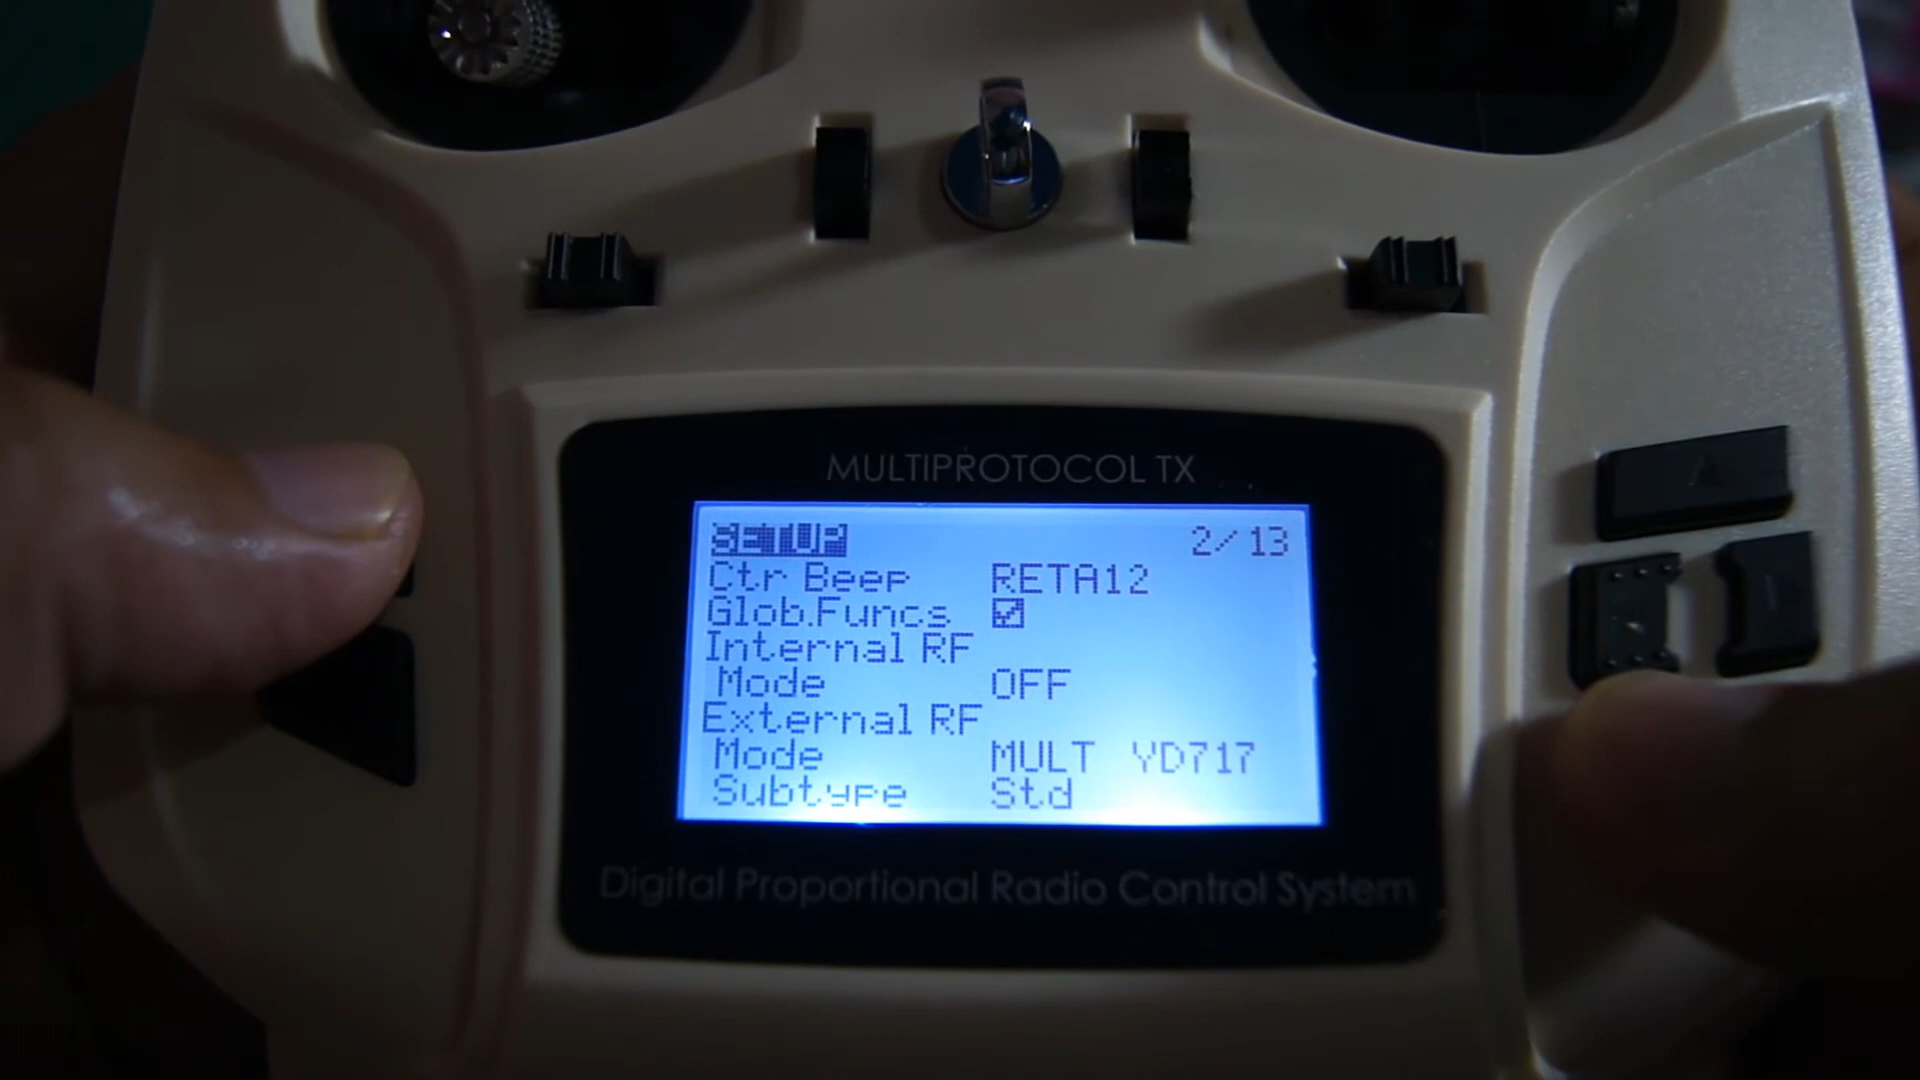 MULTIPROTOCOL TX
SETUP 2/13
Ctr Beep RETA12
Glob.Funcs
Internal RF
Mode OFF
External RF
Mode MULT YD717
Subtype Std
Digital Proportional Radio Control System